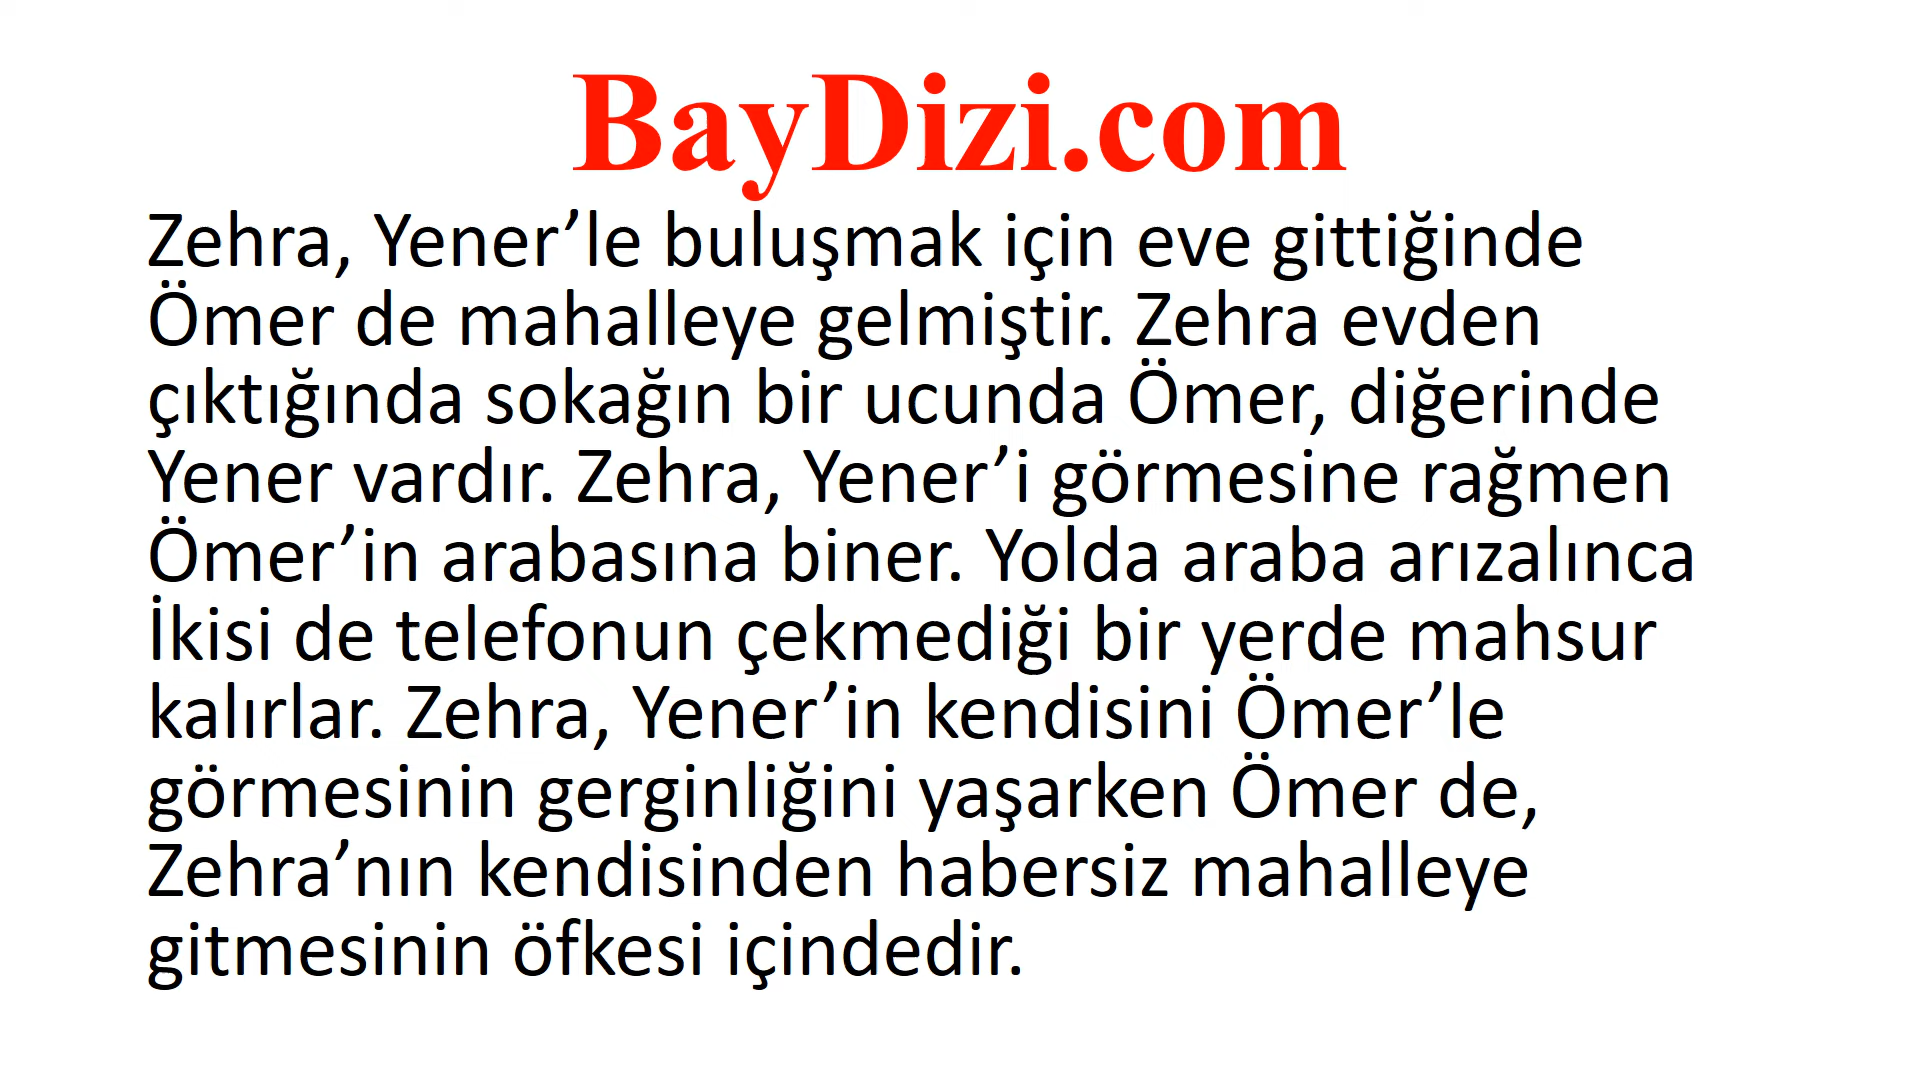 BayDizi.com
Zehra, Yener’le buluşmak için eve gittiğinde
Ömer de mahalleye gelmiştir. Zehra evden
çıktığında sokağın bir ucunda Ömer, diğerinde
Yener vardır. Zehra, Yener’i görmesine rağmen
Ömer’in arabasına biner. Yolda araba arızalınca
İkisi de telefonun çekmediği bir yerde mahsur
kalırlar. Zehra, Yener’in kendisini Ömer’le
görmesinin gerginliğini yaşarken Ömer de,
Zehra’nın kendisinden habersiz mahalleye
gitmesinin öfkesi içindedir.